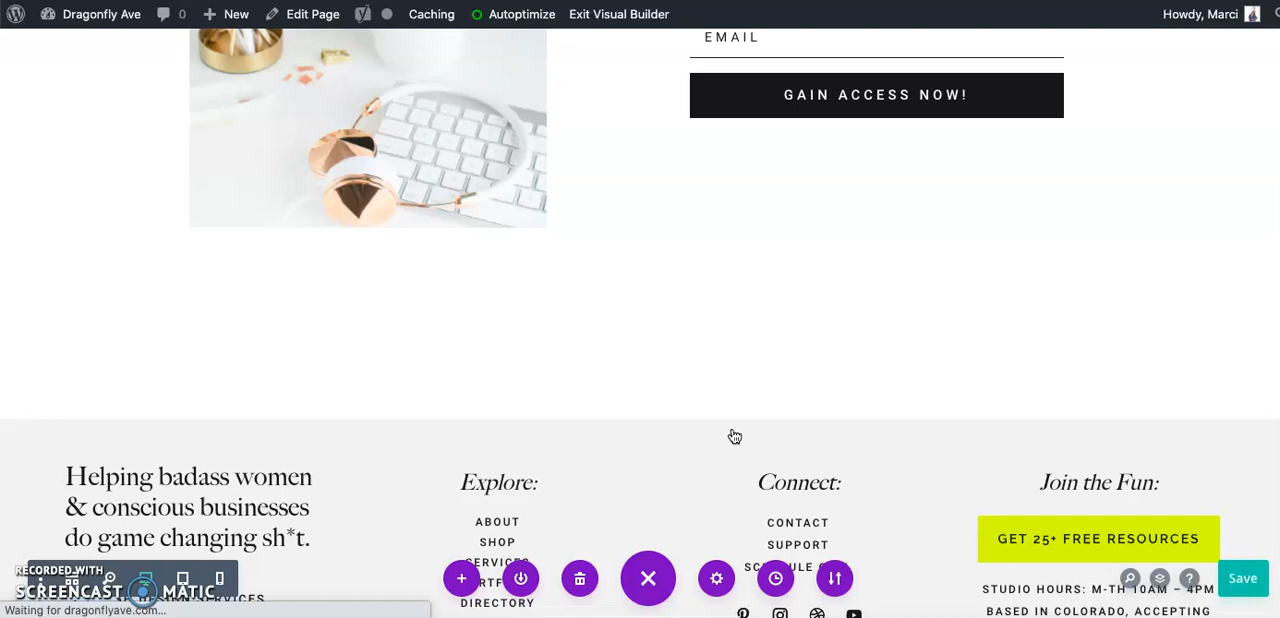 Dragonfly Ave 0 New Edit Page Caching Autoptimize Exit Visual Builder Howdy, Marci
EMAIL
GAIN ACCESS NOW!
Helping badass women
& conscious businesses
do game changing sh*t.
Explore:
ABOUT
SHOP
SERVICES
DIRECTORY
Connect:
CONTACT
SUPPORT
Join the Fun:
GET 25+ FREE RESOURCES
STUDIO HOURS: M-TH 10AM – 4PM
BASED IN COLORADO, ACCEPTING
? Save
RECORDED WITH
SCREENCAST MATIC
DESIGN SERVICES
Waiting for dragonflyave.com...